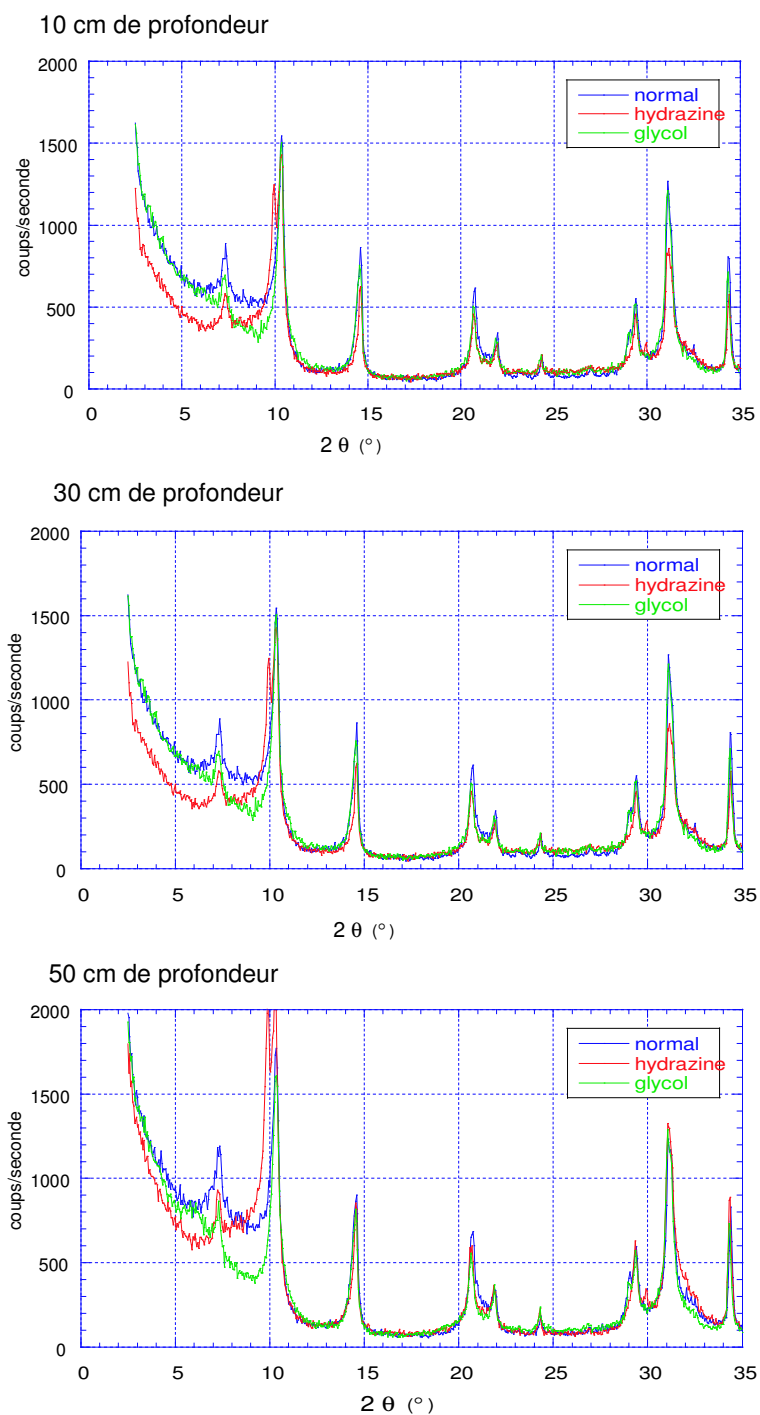 10 cm de profondeur
2000
1500
1000
500
0
coups/seconde
normal
hydrazine
glycol
0 5 10 15 20 25 30 35
2 θ (°)
30 cm de profondeur
2000
1500
1000
500
0
coups/seconde
normal
hydrazine
glycol
0 5 10 15 20 25 30 35
2 θ (°)
50 cm de profondeur
2000
1500
1000
500
0
coups/seconde
normal
hydrazine
glycol
0 5 10 15 20 25 30 35
2 θ (°)